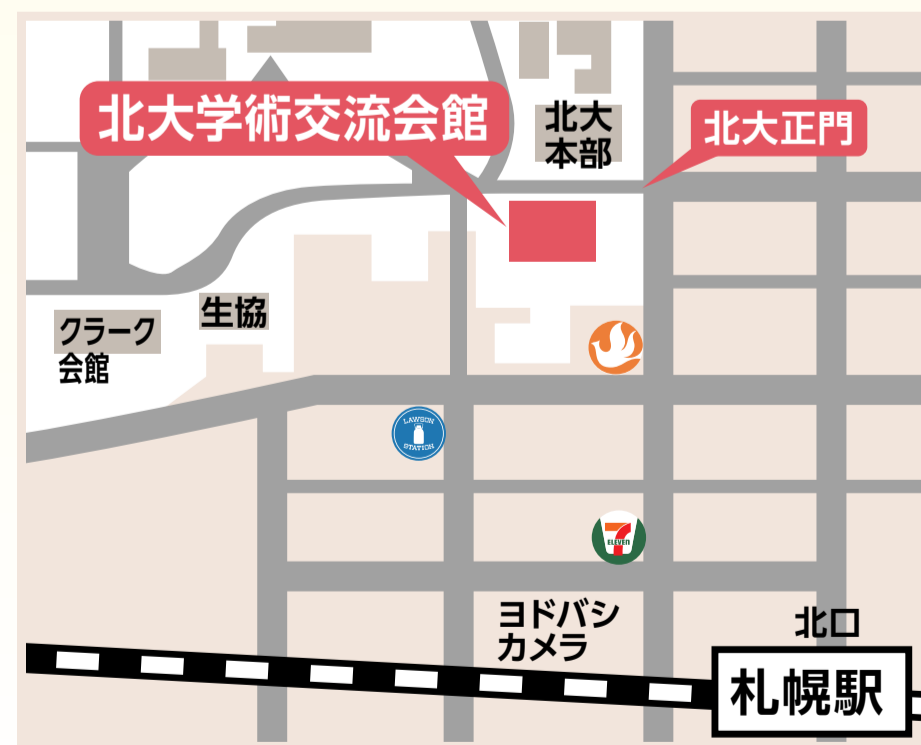 北大学術交流会館
北大
本部
北大正門
クラーク
会館
生協
LAWSON
STATION
7
ELEVEN
ヨドバシ
カメラ
北口
札幌駅